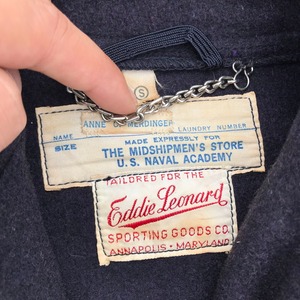 S
ANNE C. MERDINGER
NAME LAUNDRY NUMBER
SIZE MADE EXPRESSLY FOR
THE MIDSHIPMEN'S STORE
U.S. NAVAL ACADEMY
TAILORED FOR THE
Eddie Leonard
SPORTING GOODS CO.
ANNAPOLIS - MARYLAND